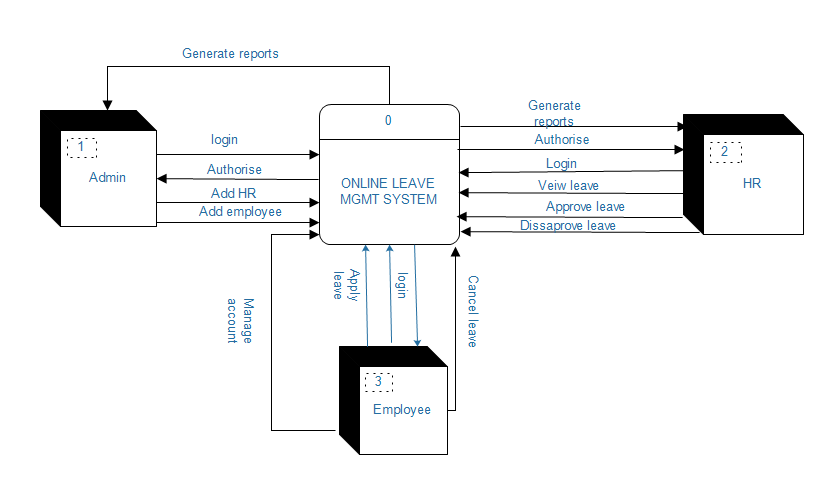 Generate reports
0
Generate
reports
1
login
Authorise
2
Admin
Authorise
ONLINE LEAVE
MGMT SYSTEM
Login
HR
Add HR
Veiw leave
Add employee
Approve leave
Dissaprove leave
Manage
account
Apply
leave
login
Cancel leave
3
Employee